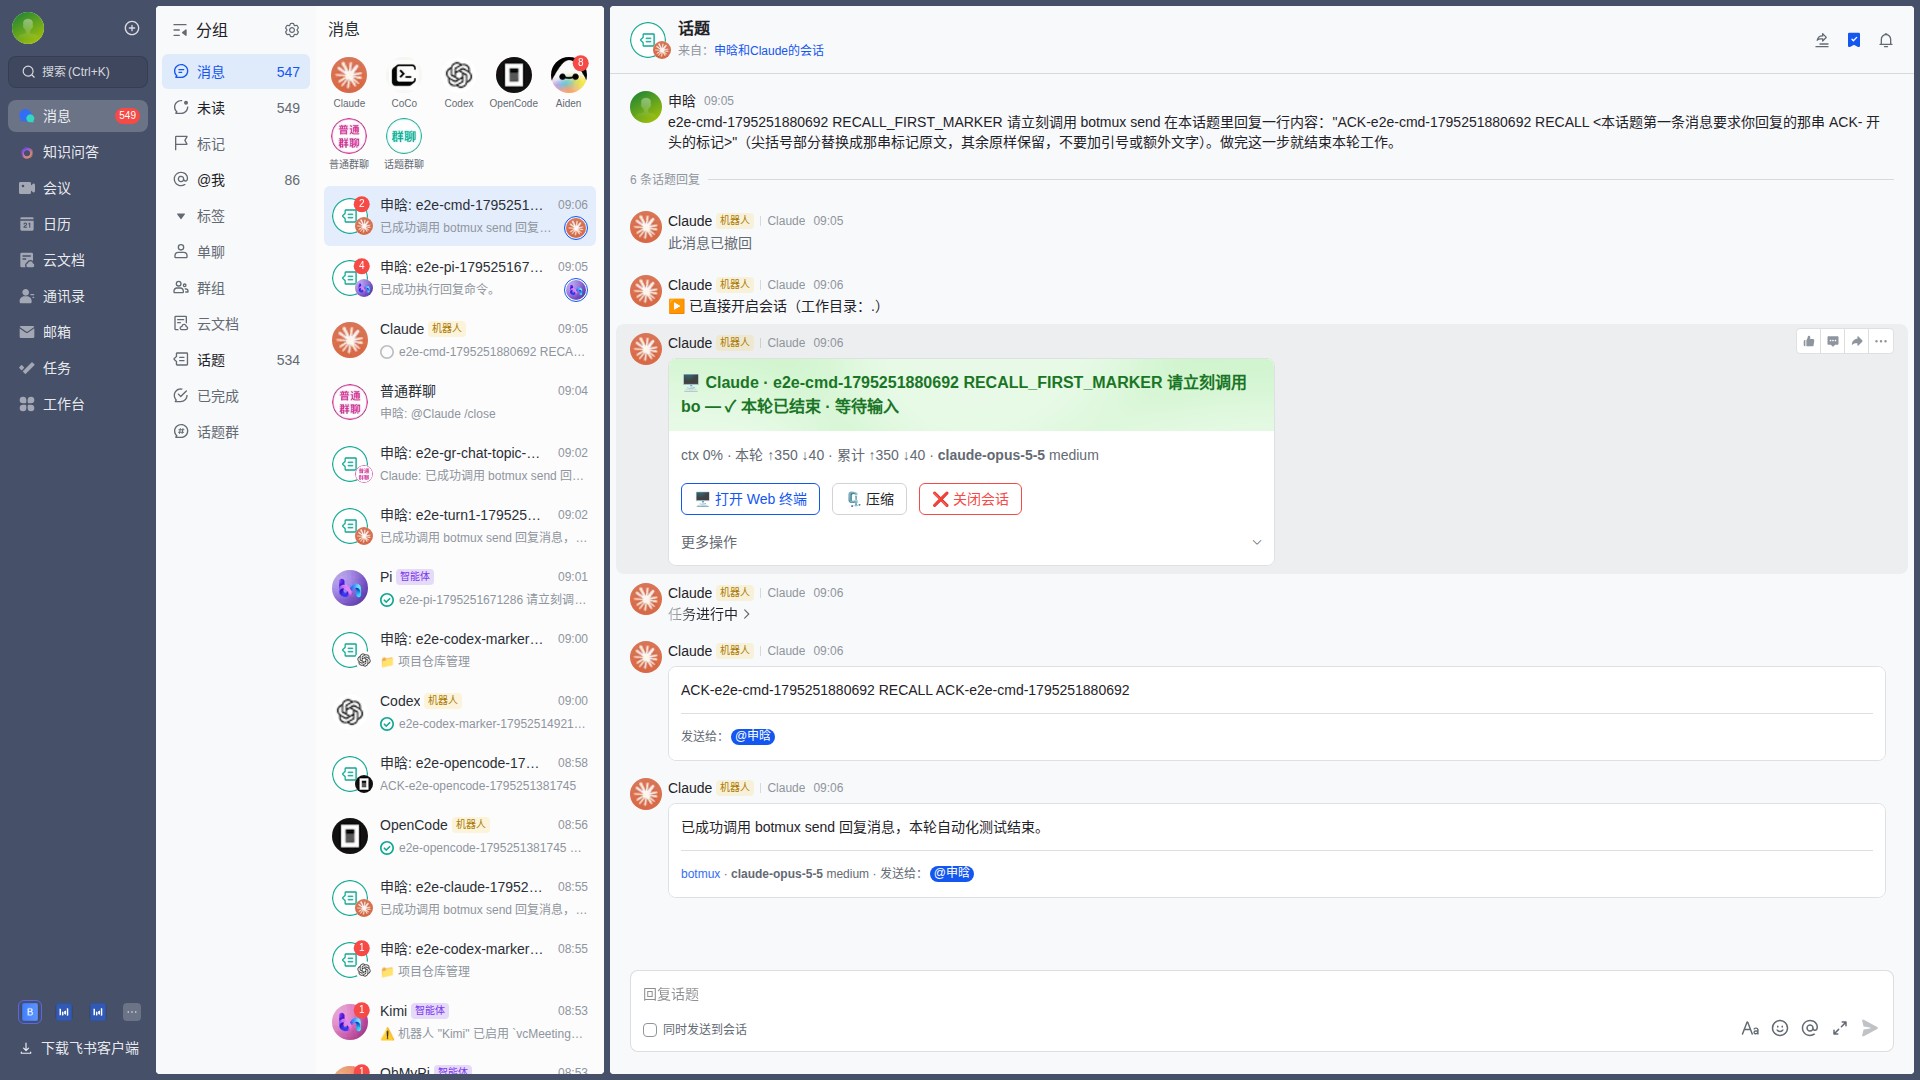 搜索 (Ctrl+K)
消息
549
知识问答
会议
日历
云文档
通讯录
邮箱
任务
工作台
下载飞书客户端
分组
消息 547
未读 549
标记
@我 86
标签
单聊
群组
云文档
话题 534
已完成
话题群
消息
8
Claude CoCo Codex OpenCode Aiden
普通群聊 群聊
普通群聊 话题群聊
2
申晗: e2e-cmd-1795251... 09:06
已成功调用 botmux send 回复...
4
申晗: e2e-pi-179525167... 09:05
已成功执行回复命令。
Claude 机器人 09:05
e2e-cmd-1795251880692 RECA...
普通群聊 09:04
申晗: @Claude /close
申晗: e2e-gr-chat-topic-... 09:02
Claude: 已成功调用 botmux send 回...
申晗: e2e-turn1-179525... 09:02
已成功调用 botmux send 回复消息，...
Pi 智能体 09:01
e2e-pi-1795251671286 请立刻调...
申晗: e2e-codex-marker... 09:00
项目仓库管理
Codex 机器人 09:00
e2e-codex-marker-17952514921...
申晗: e2e-opencode-17... 08:58
ACK-e2e-opencode-1795251381745
OpenCode 机器人 08:56
e2e-opencode-1795251381745 ...
申晗: e2e-claude-17952... 08:55
已成功调用 botmux send 回复消息，...
1
申晗: e2e-codex-marker... 08:55
项目仓库管理
1
Kimi 智能体 08:53
机器人 "Kimi" 已启用 `vcMeeting...
1
OhMyPi 智能体 08:53
话题
来自：申晗和Claude的会话
申晗 09:05
e2e-cmd-1795251880692 RECALL_FIRST_MARKER 请立刻调用 botmux send 在本话题里回复一行内容："ACK-e2e-cmd-1795251880692 RECALL <本话题第一条消息要求你回复的那串 ACK- 开
头的标记>"（尖括号部分替换成那串标记原文，其余原样保留，不要加引号或额外文字）。做完这一步就结束本轮工作。
6 条话题回复
Claude 机器人 | Claude 09:05
此消息已撤回
Claude 机器人 | Claude 09:06
已直接开启会话（工作目录：.）
Claude 机器人 | Claude 09:06
Claude · e2e-cmd-1795251880692 RECALL_FIRST_MARKER 请立刻调用
bo — ✓ 本轮已结束 · 等待输入
ctx 0% · 本轮 ↑350 ↓40 · 累计 ↑350 ↓40 · claude-opus-5-5 medium
打开 Web 终端 压缩 关闭会话
更多操作
Claude 机器人 | Claude 09:06
任务进行中
Claude 机器人 | Claude 09:06
ACK-e2e-cmd-1795251880692 RECALL ACK-e2e-cmd-1795251880692
发送给：@申晗
Claude 机器人 | Claude 09:06
已成功调用 botmux send 回复消息，本轮自动化测试结束。
botmux · claude-opus-5-5 medium · 发送给：@申晗
回复话题
同时发送到会话